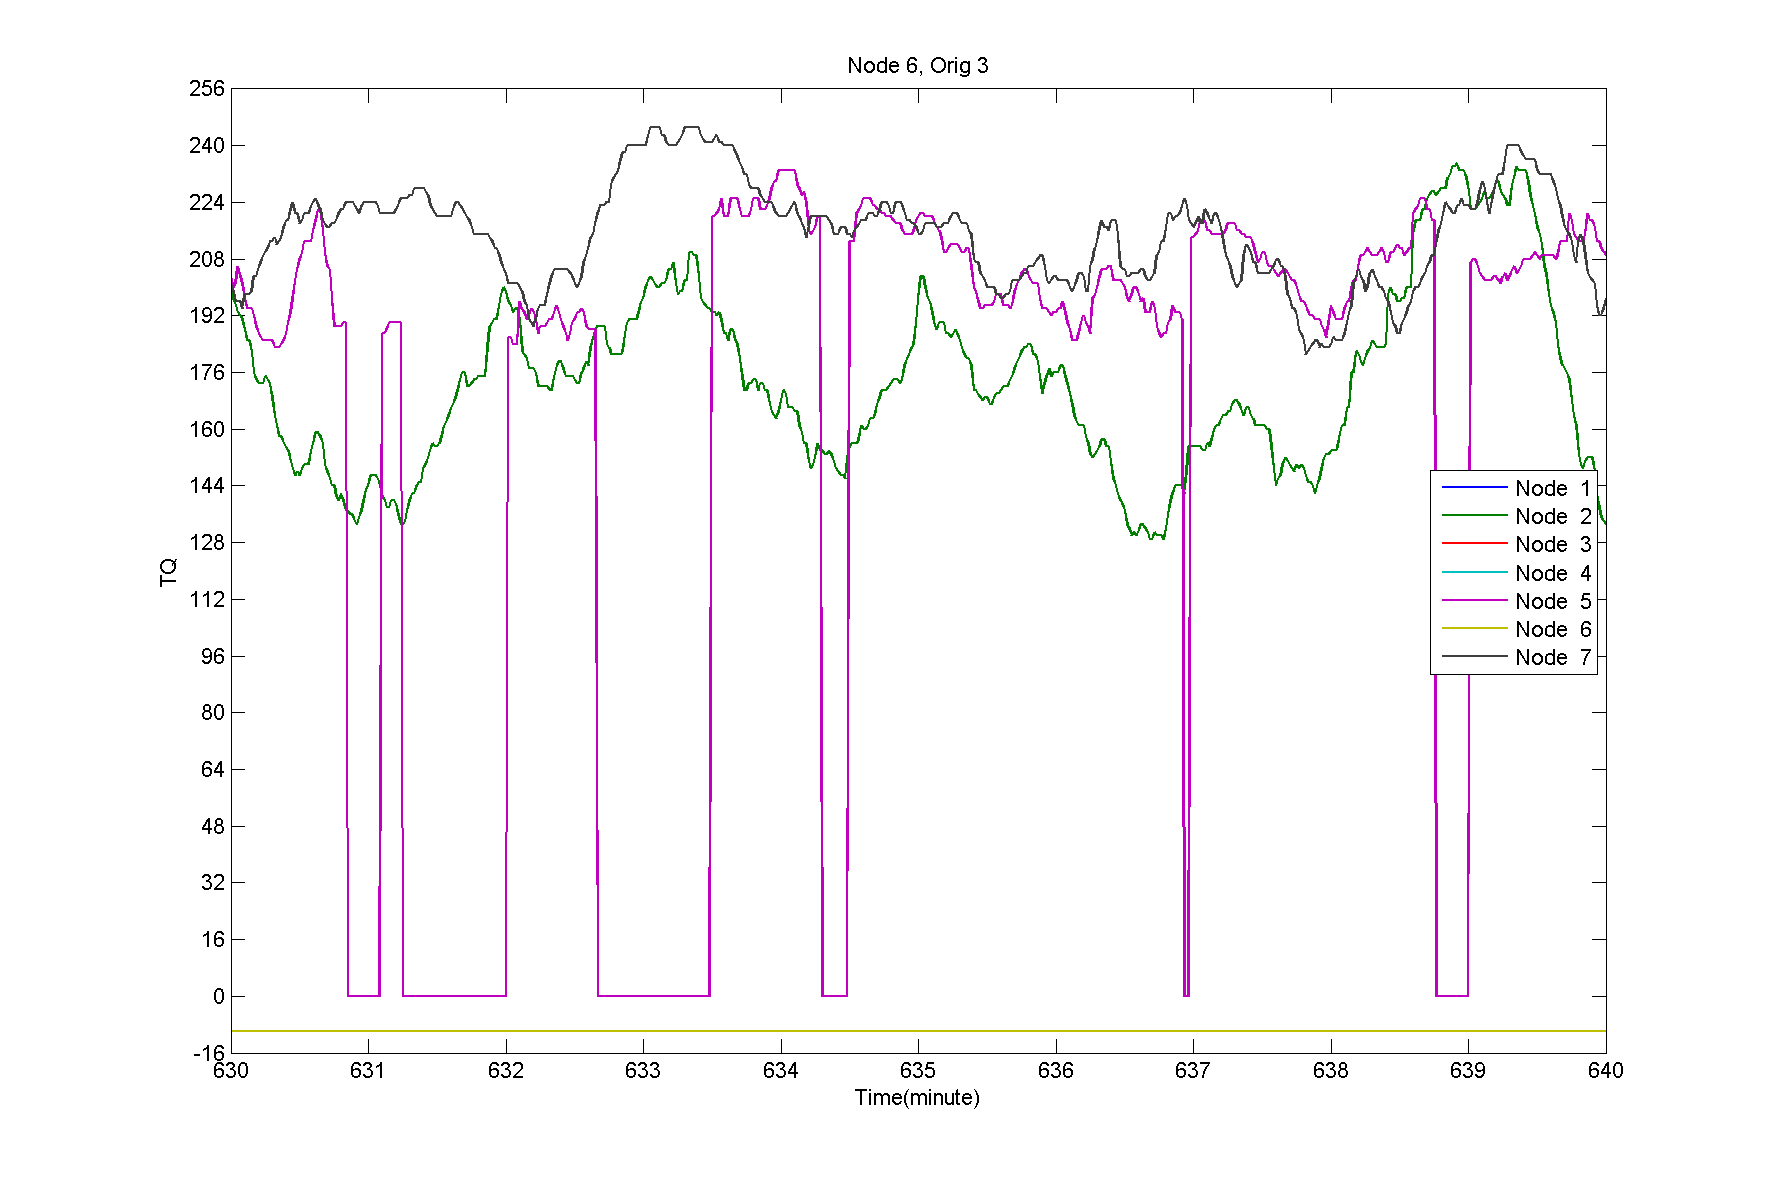 Node 6, Orig 3
256
240
224
208
192
176
160
144
128
112
96
80
64
48
32
16
0
-16
TQ
Node 1
Node 2
Node 3
Node 4
Node 5
Node 6
Node 7
630 631 632 633 634 635 636 637 638 639 640
Time(minute)